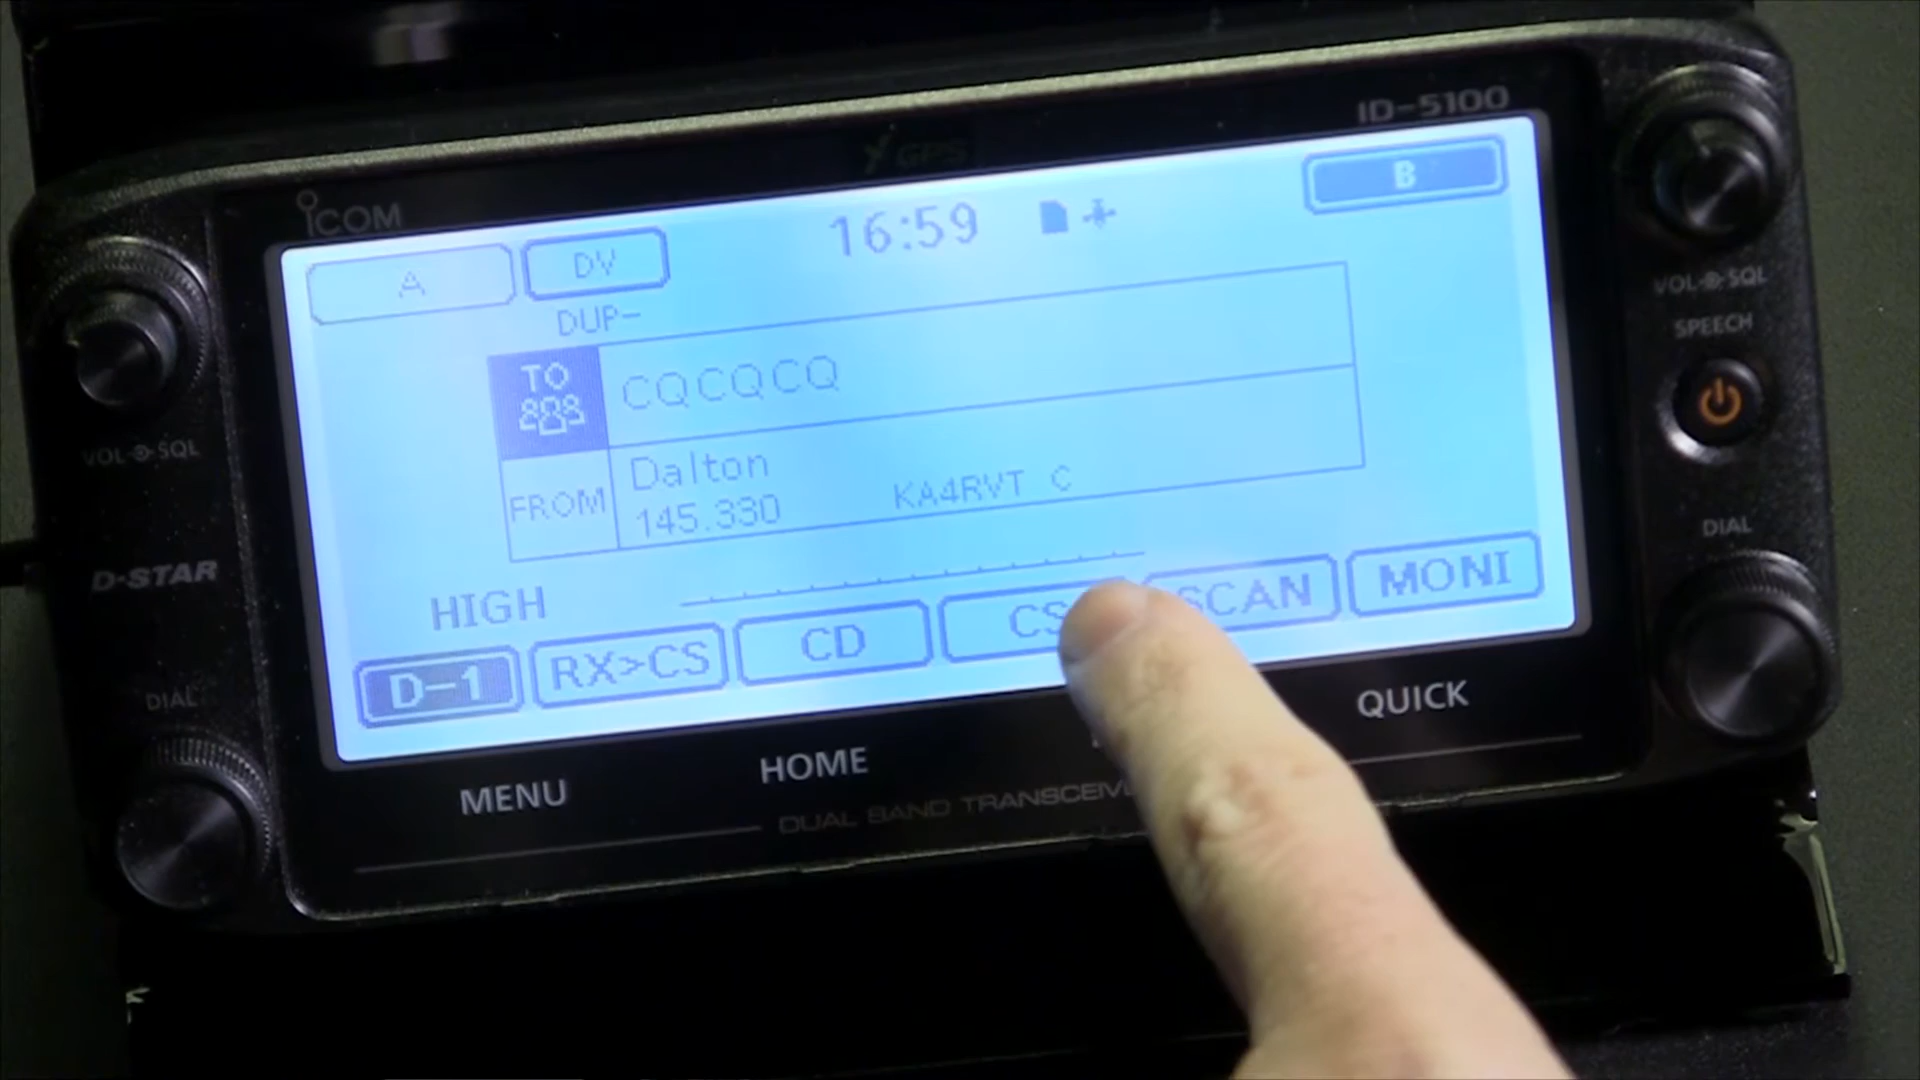 ID-5100
GPS
ICOM
16:59
B
A
DV
DUP-
VOL SQL
SPEECH
TO
CQCQCQ
VOL SQL
FROM
Dalton
145.330
KA4RVT C
DIAL
D-STAR
HIGH
D-1
RX>CS
CD
CS
SCAN
MONI
DIAL
MENU
HOME
QUICK
DUAL BAND